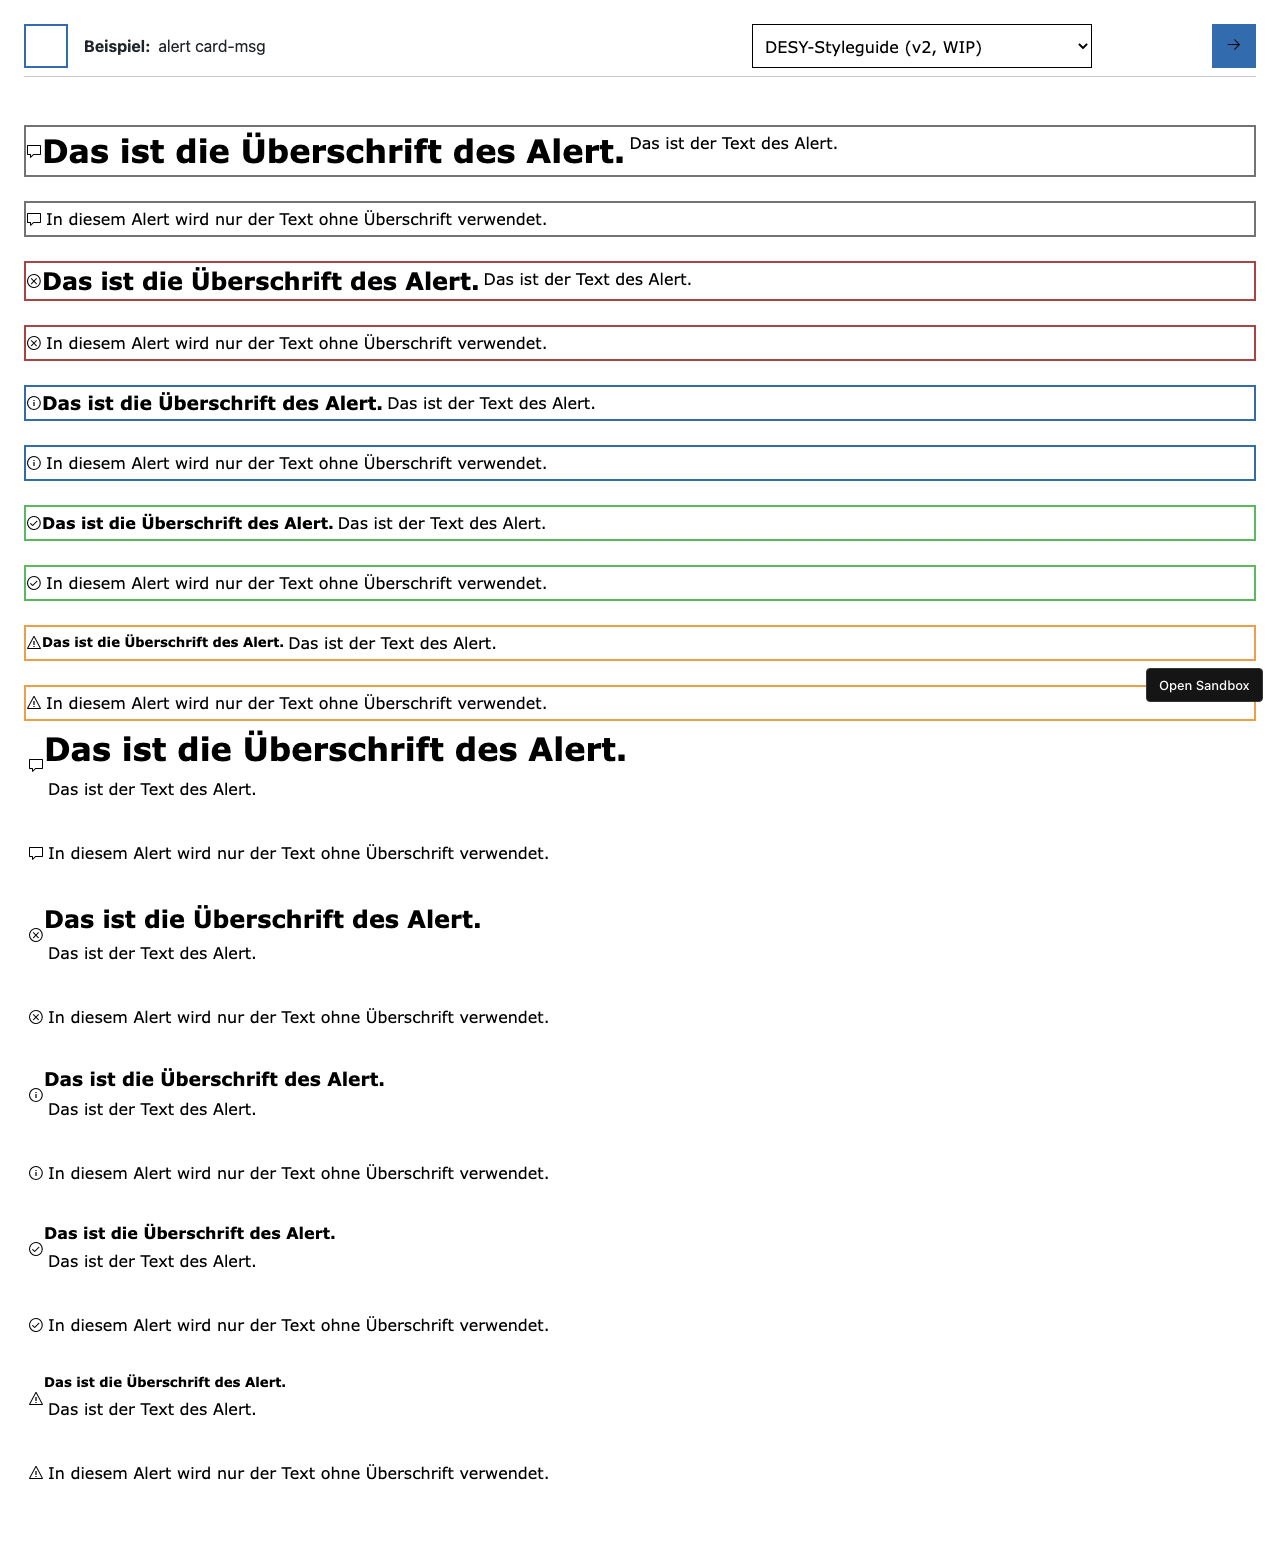 Beispiel: alert card-msg
DESY-Styleguide (v2, WIP)
Das ist die Überschrift des Alert. Das ist der Text des Alert.
In diesem Alert wird nur der Text ohne Überschrift verwendet.
Das ist die Überschrift des Alert. Das ist der Text des Alert.
In diesem Alert wird nur der Text ohne Überschrift verwendet.
Das ist die Überschrift des Alert. Das ist der Text des Alert.
In diesem Alert wird nur der Text ohne Überschrift verwendet.
Das ist die Überschrift des Alert. Das ist der Text des Alert.
In diesem Alert wird nur der Text ohne Überschrift verwendet.
Das ist die Überschrift des Alert. Das ist der Text des Alert.
Open Sandbox
In diesem Alert wird nur der Text ohne Überschrift verwendet.
Das ist die Überschrift des Alert.
Das ist der Text des Alert.
In diesem Alert wird nur der Text ohne Überschrift verwendet.
Das ist die Überschrift des Alert.
Das ist der Text des Alert.
In diesem Alert wird nur der Text ohne Überschrift verwendet.
Das ist die Überschrift des Alert.
Das ist der Text des Alert.
In diesem Alert wird nur der Text ohne Überschrift verwendet.
Das ist die Überschrift des Alert.
Das ist der Text des Alert.
In diesem Alert wird nur der Text ohne Überschrift verwendet.
Das ist die Überschrift des Alert.
Das ist der Text des Alert.
In diesem Alert wird nur der Text ohne Überschrift verwendet.